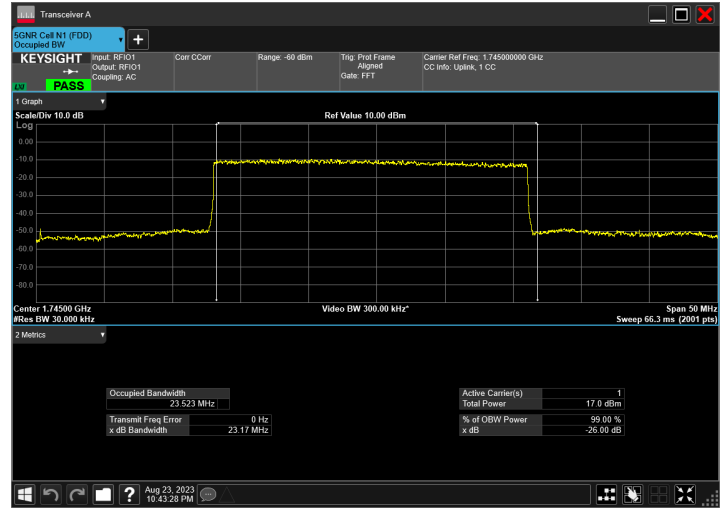 Transceiver A
5GNR Cell N1 (FDD)
Occupied BW
KEYSIGHT
LXI
PASS
Input: RFIO1
Output: RFIO1
Coupling: AC
Corr CCorr
Range: -60 dBm
Trig: Prot Frame
Aligned
Gate: FFT
Carrier Ref Freq: 1.745000000 GHz
CC Info: Uplink, 1 CC
1 Graph
Scale/Div 10.0 dB
Ref Value 10.00 dBm
Log
0.00
-10.0
-20.0
-30.0
-40.0
-50.0
-60.0
-70.0
-80.0
Center 1.74500 GHz
Video BW 300.00 kHz*
Span 50 MHz
#Res BW 30.000 kHz
Sweep 66.3 ms (2001 pts)
2 Metrics
Occupied Bandwidth
23.523 MHz
Transmit Freq Error 0 Hz
x dB Bandwidth 23.17 MHz
Active Carrier(s) 1
Total Power 17.0 dBm
% of OBW Power 99.00 %
x dB -26.00 dB
Aug 23, 2023
10:43:28 PM